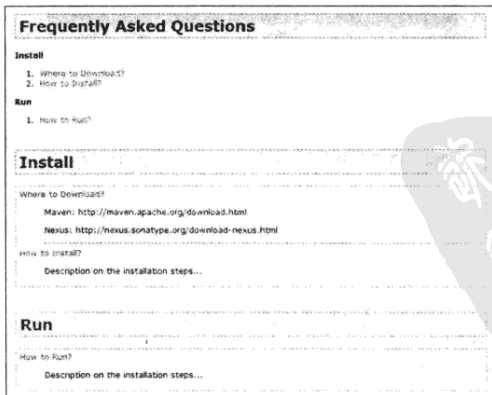 Frequently Asked Questions
Install
1. Where to Download?
2. How to Install?
Run
1. How to Run?
Install
Where to Download?
Maven: http://maven.apache.org/download.html
Nexus: http://nexus.sonatype.org/download-nexus.html
How to Install?
Description on the installation steps...
Run
How to Run?
Description on the installation steps...